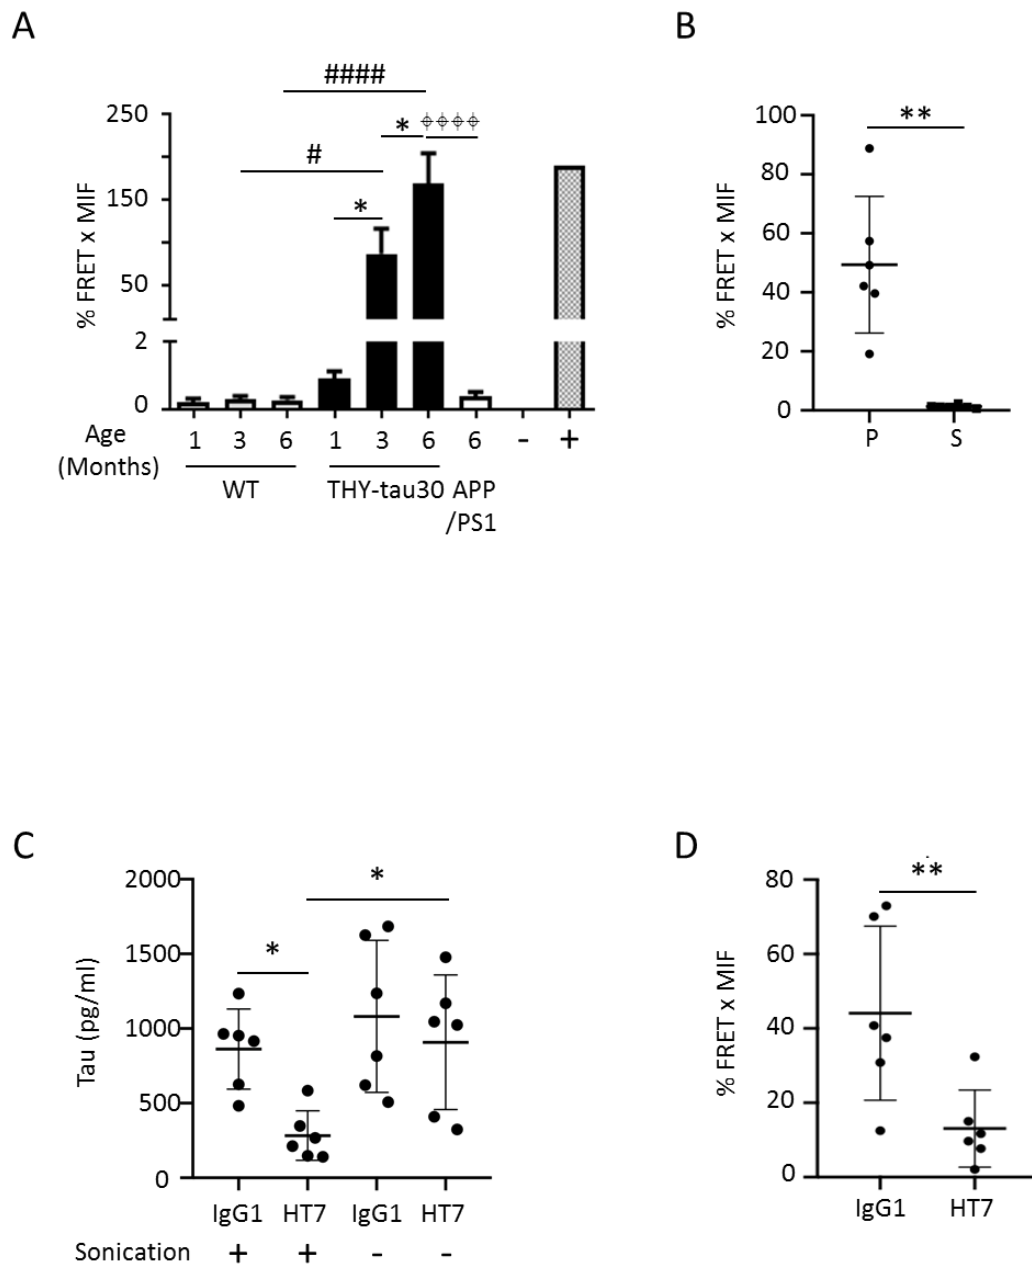 A
% FRET x MIF
250
150
50
2
0
####
#
*
*
Age
(Months)
1 3 6 1 3 6 6 - +
WT THY-tau30 APP
/PS1
B
% FRET x MIF
100
80
60
40
20
0
**
P S
C
Tau (pg/ml)
2000
1500
1000
500
0
*
*
IgG1 HT7 IgG1 HT7
Sonication + + - -
D
% FRET x MIF
80
60
40
20
0
**
IgG1 HT7